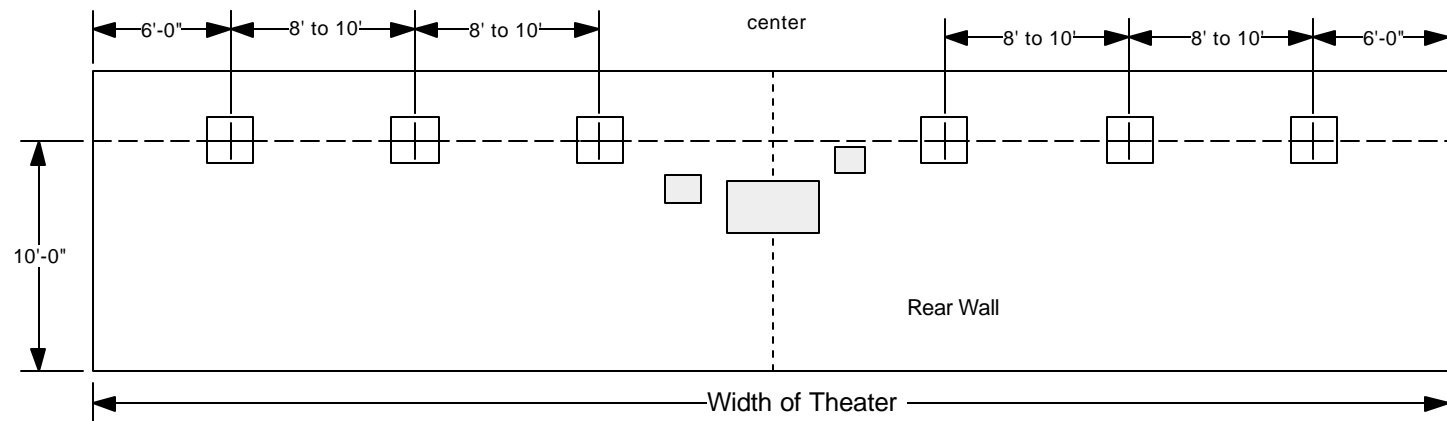 center
6'-0"
8' to 10'
8' to 10'
8' to 10'
8' to 10'
6'-0"
10'-0"
Rear Wall
Width of Theater